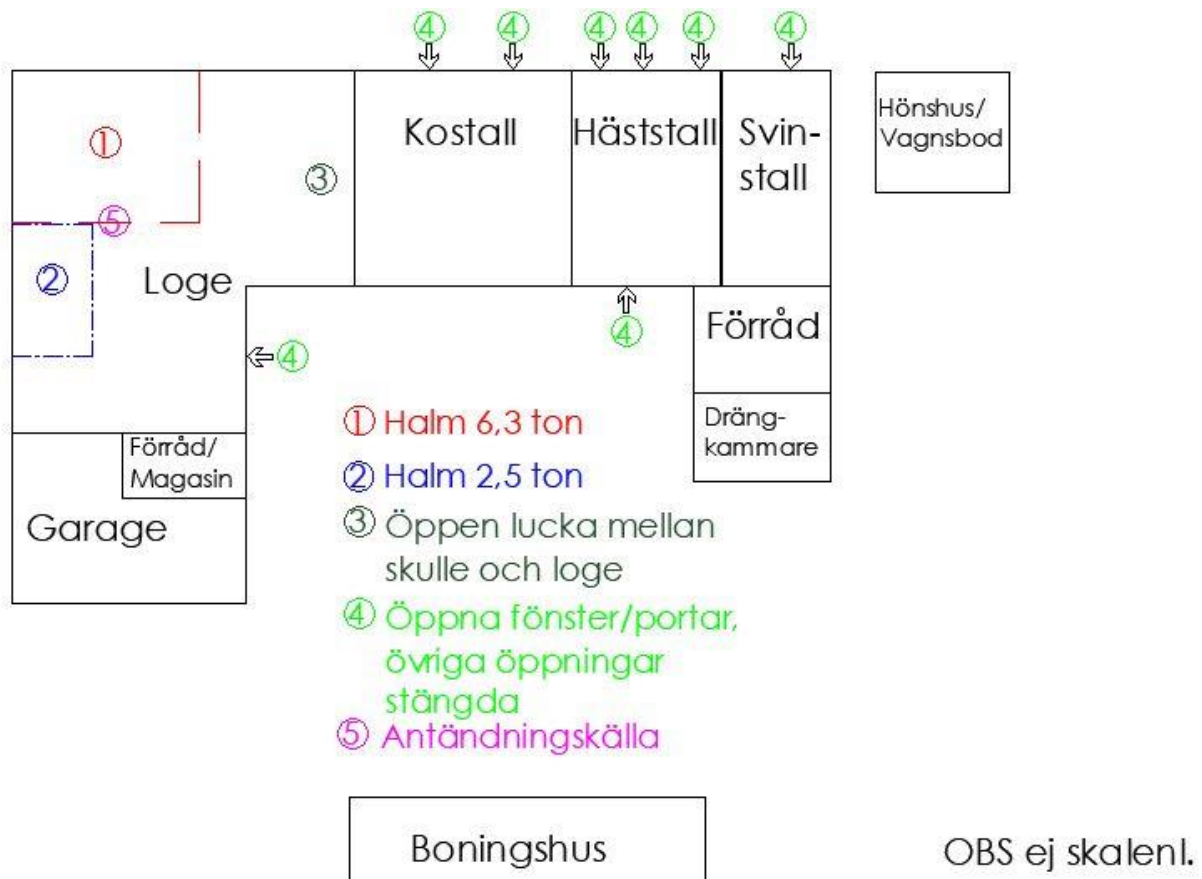 ④ ④ ④ ④ ④ ④
① Kostall Häststall Svin-
stall
Hönshus/
Vagnsbod
③
⑤
② Loge
④
④
Förråd
Förråd/
Magasin
Dräng-
kammare
Garage
① Halm 6,3 ton
② Halm 2,5 ton
③ Öppen lucka mellan
skulle och loge
④ Öppna fönster/portar,
övriga öppningar
stängda
⑤ Antändningskälla
Boningshus
OBS ej skalenl.